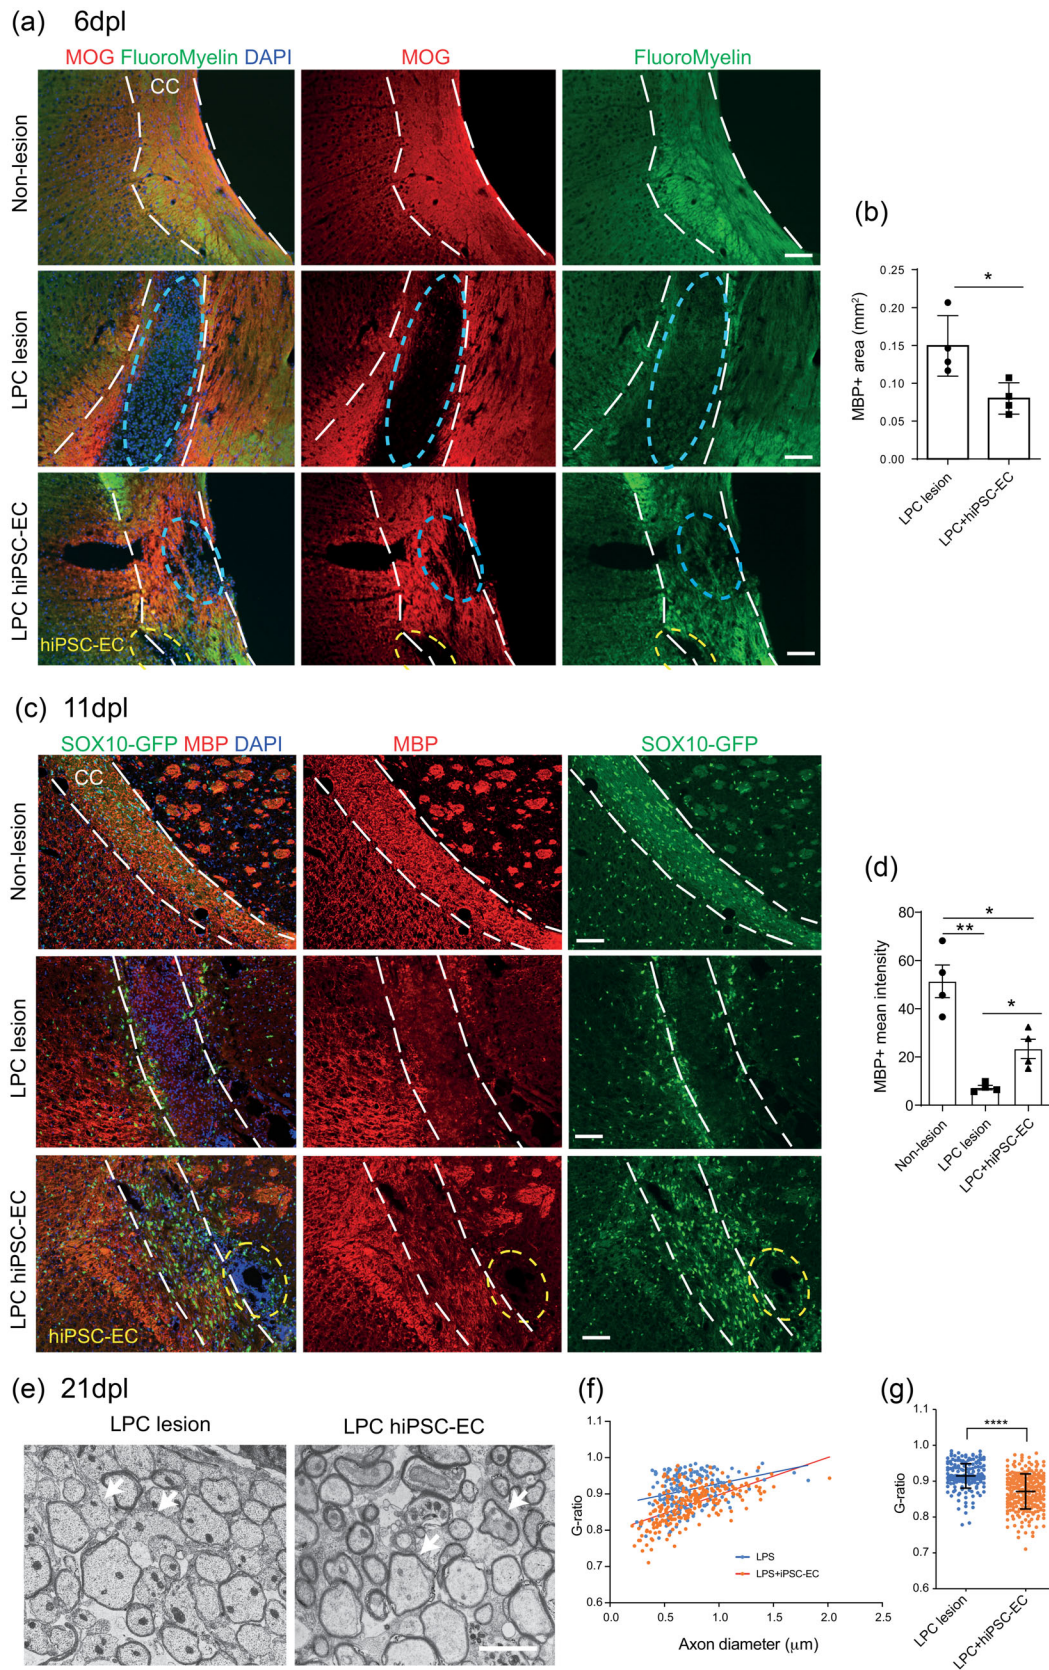 (a) 6dpl
MOG FluoroMyelin DAPI
MOG
FluoroMyelin
CC
Non-lesion
LPC lesion
LPC hiPSC-EC
hiPSC-EC
(b)
*
MBP+ area (mm²)
0.25
0.20
0.15
0.10
0.05
0.00
LPC lesion
LPC+hiPSC-EC
(c) 11dpl
SOX10-GFP MBP DAPI
MBP
SOX10-GFP
CC
Non-lesion
LPC lesion
LPC hiPSC-EC
hiPSC-EC
(d)
*
**
*
MBP+ mean intensity
80
60
40
20
0
Non-lesion
LPC lesion
LPC+hiPSC-EC
(e) 21dpl
LPC lesion
LPC hiPSC-EC
(f)
G-ratio
1.1
1.0
0.9
0.8
0.7
0.6
LPS
LPS+iPSC-EC
0.0 0.5 1.0 1.5 2.0 2.5
Axon diameter (μm)
(g)
****
G-ratio
1.1
1.0
0.9
0.8
0.7
0.6
LPC lesion
LPC+hiPSC-EC